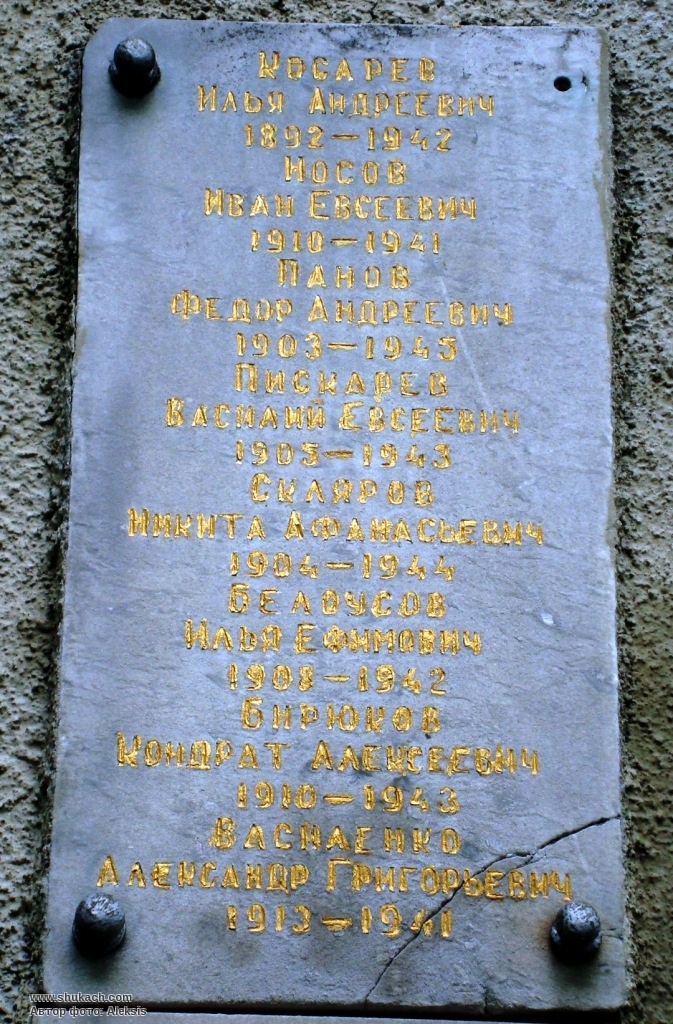 КОСАРЕВ
ИЛЬЯ АНДРЕЕВИЧ
1892—1942
НОСОВ
ИВАН ЕВСЕЕВИЧ
1910—1941
ПАНОВ
ФЕДОР АНДРЕЕВИЧ
1903—1945
ПИСКАРЕВ
ВАСИЛИЙ ЕВСЕЕВИЧ
1905—1943
СКЛЯРОВ
НИКИТА АФАНАСЬЕВИЧ
1904—1944
БЕЛОУСОВ
ИЛЬЯ ЕФИМОВИЧ
1908—1942
БИРЮКОВ
КОНДРАТ АЛЕКСЕЕВИЧ
1910—1943
ВАСИЛЕНКО
АЛЕКСАНДР ГРИГОРЬЕВИЧ
1913—1941
www.shukach.com
Автор фото: Aleksis